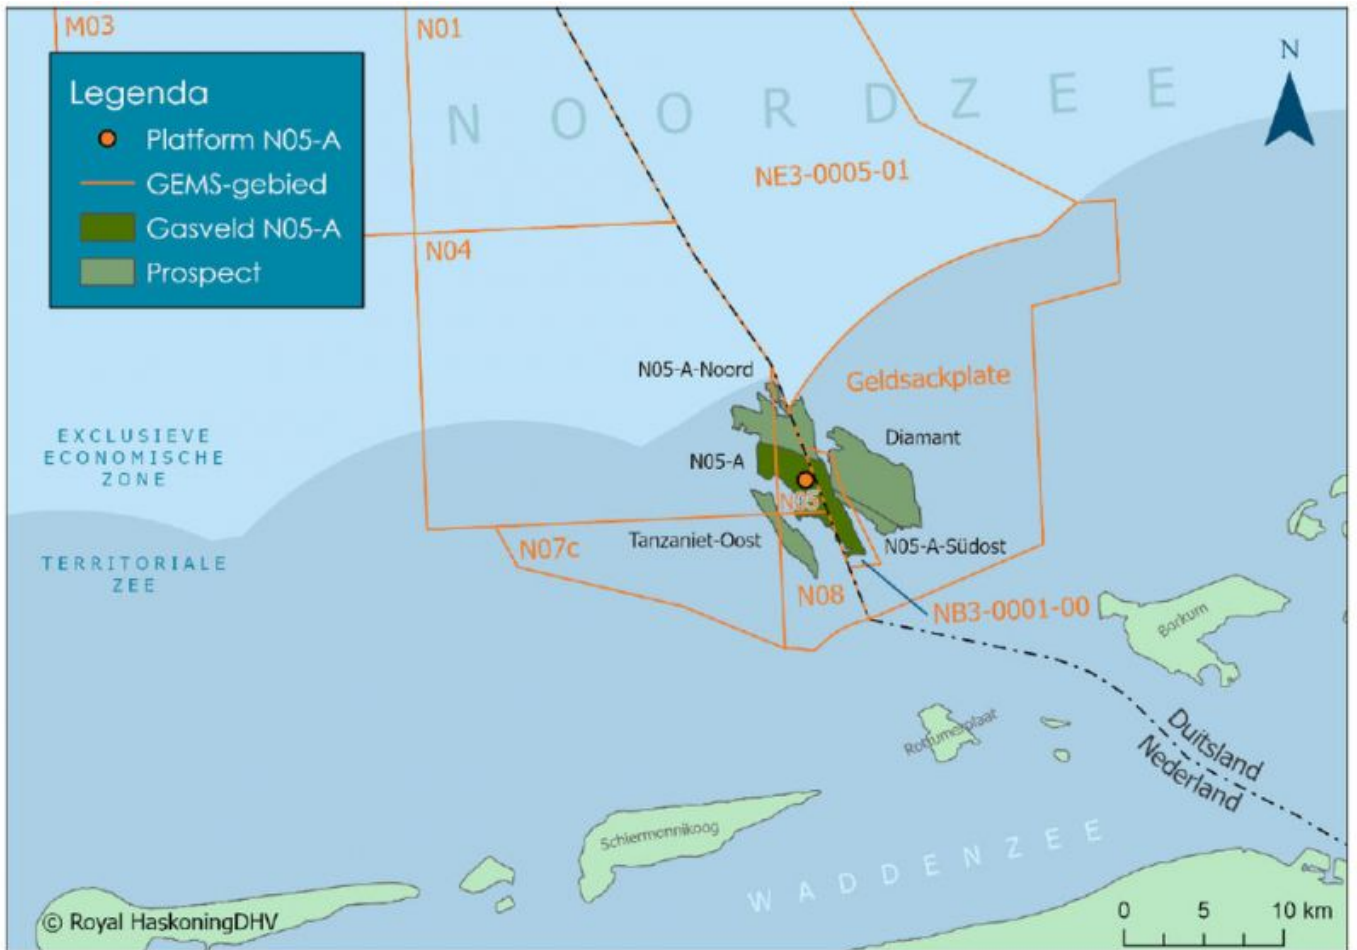 M03
N01
Legenda
Platform N05-A
GEMS-gebied
Gasveld N05-A
Prospect
NOORDZEE
N
NE3-0005-01
N04
N05-A-Noord
Geldsackplate
EXCLUSIEVE
ECONOMISCHE
ZONE
Diamant
N05-A
N05
TERRITORIALE
ZEE
N07c
Tanzaniet-Oost
N05-A-Südost
N08
NB3-0001-00
Borkum
Rottumerplaat
Duitsland
Nederland
Schiermonnikoog
WADDENZEE
© Royal HaskoningDHV
0 5 10 km